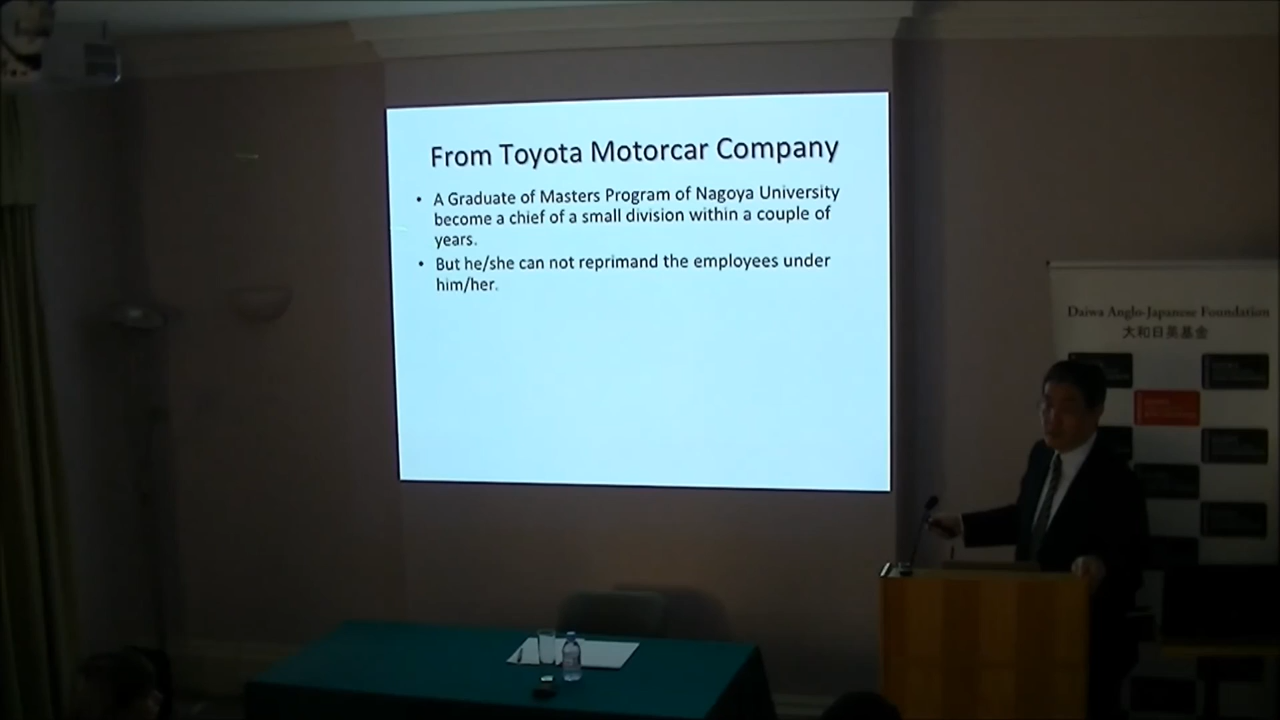 From Toyota Motorcar Company
• A Graduate of Masters Program of Nagoya University
become a chief of a small division within a couple of
years.
• But he/she can not reprimand the employees under
him/her.
Daiwa Anglo-Japanese Foundation
大和日英基金